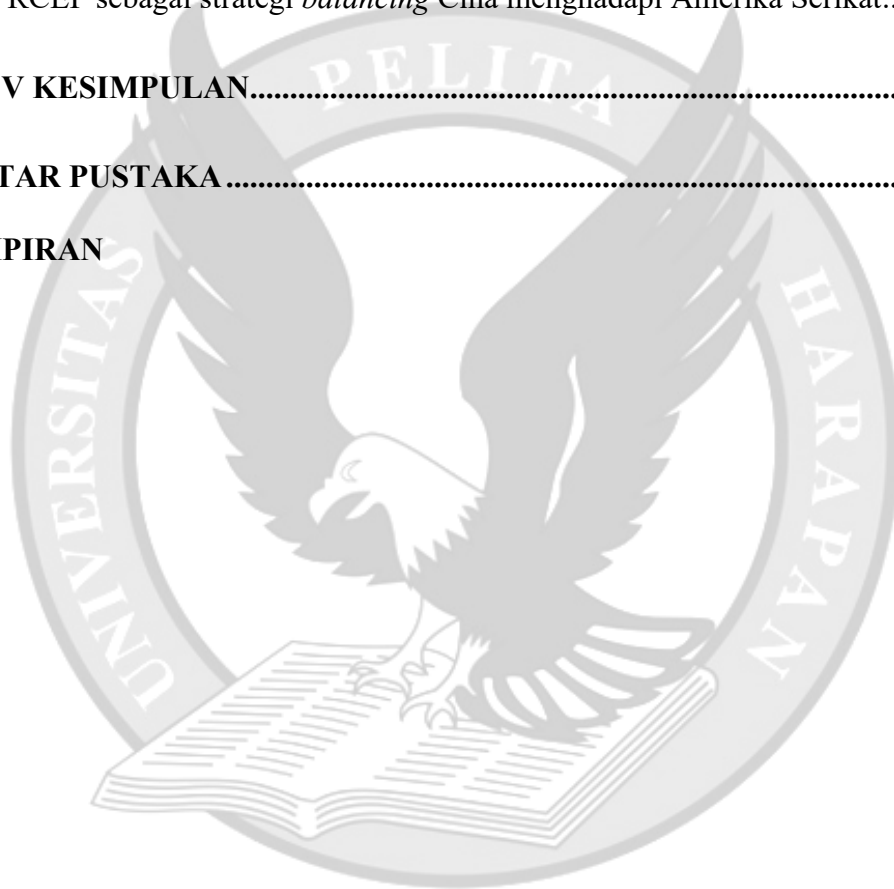 RCEP sebagai strategi balancing Cina menghadapi Amerika Serikat..
V KESIMPULAN................................................................................
TAR PUSTAKA................................................................................
PIRAN
UNIVERSITAS PELITA HARAPAN